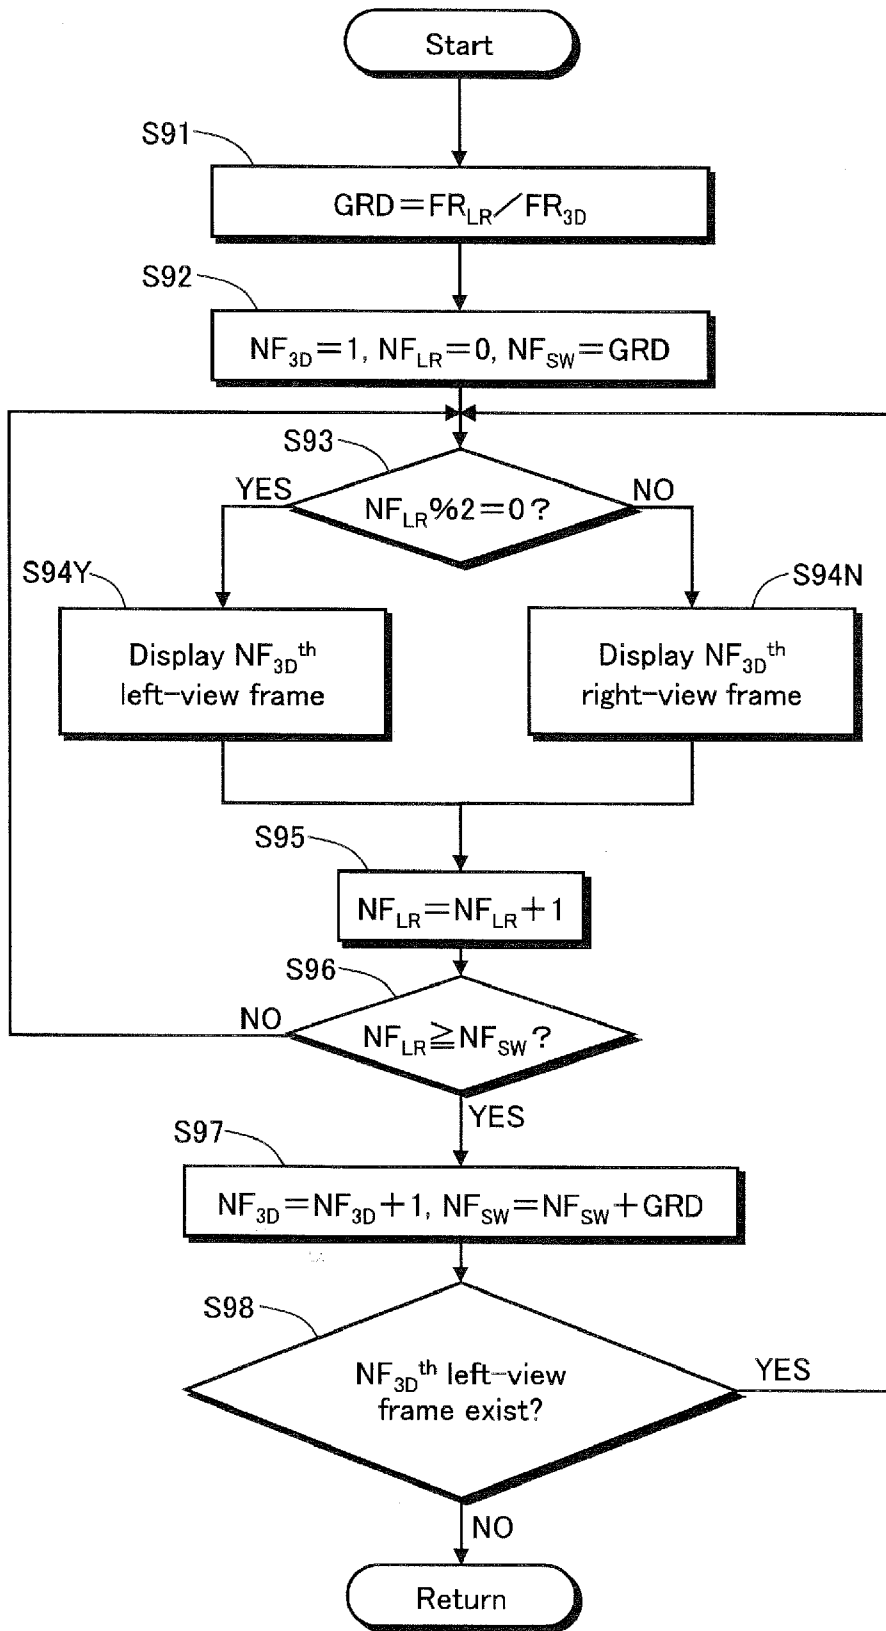 Start
S91
GRD=FR_LR/FR_3D
S92
NF_3D=1, NF_LR=0, NF_SW=GRD
S93
YES
NF_LR%2=0?
NO
S94Y
Display NF_3D^th
left-view frame
S94N
Display NF_3D^th
right-view frame
S95
NF_LR=NF_LR+1
S96
NO
NF_LR≧NF_SW?
YES
S97
NF_3D=NF_3D+1, NF_SW=NF_SW+GRD
S98
NF_3D^th left-view
frame exist?
YES
NO
Return